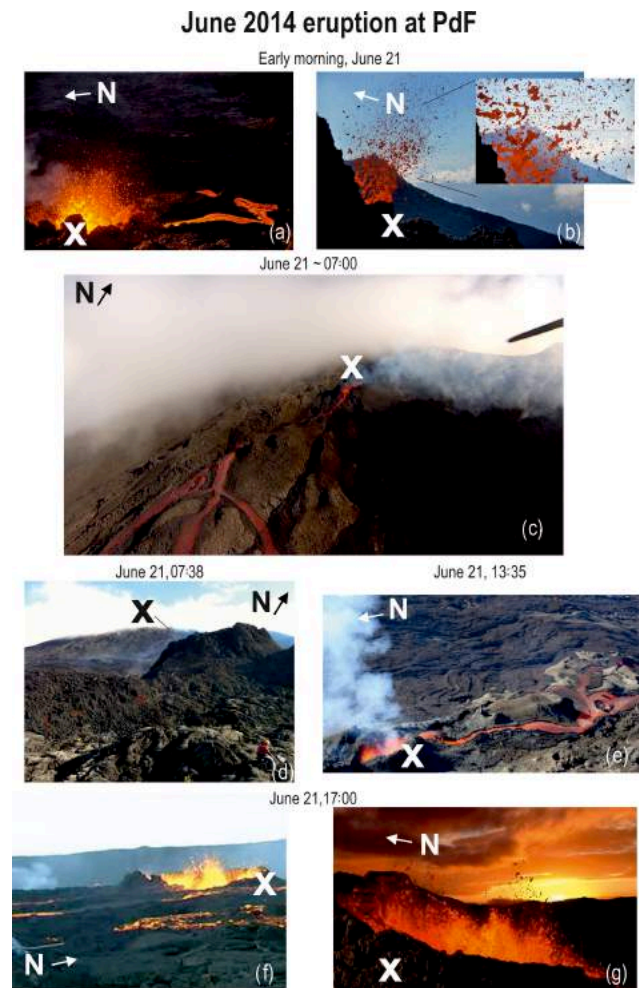 June 2014 eruption at PdF
Early morning, June 21
N
X
(a)
N
X
(b)
June 21 ~ 07:00
N
X
(c)
June 21,07:38
X
N
(d)
June 21, 13:35
N
X
(e)
June 21,17:00
X
N
(f)
N
X
(g)